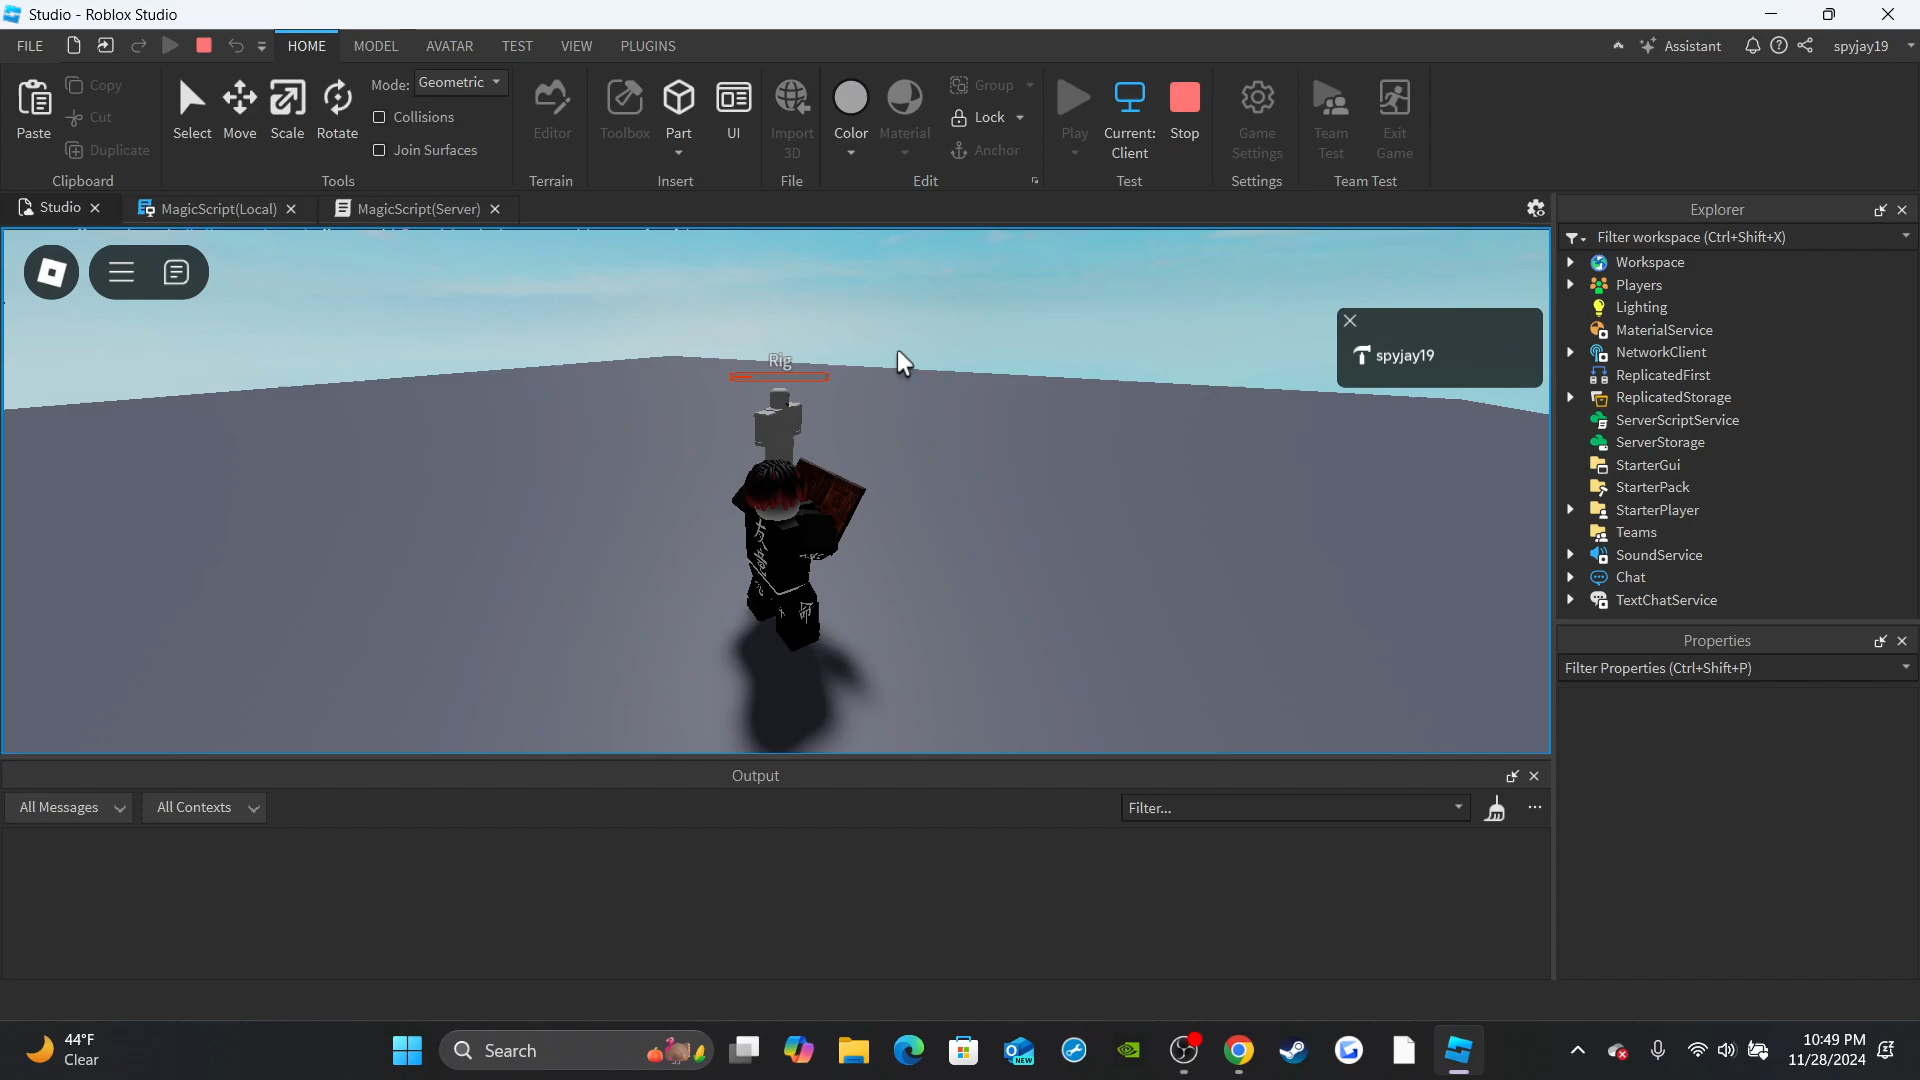 Studio - Roblox Studio
FILE HOME MODEL AVATAR TEST VIEW PLUGINS Assistant spyjay19
Paste Copy Cut Duplicate Clipboard
Select Move Scale Rotate Mode: Geometric Collisions Join Surfaces Tools
Editor Terrain
Toolbox Part UI Insert
Import 3D File
Color Material Group Lock Anchor Edit
Play Current: Client Stop Test
Game Settings Settings
Team Test Exit Game Team Test
Studio MagicScript(Local) MagicScript(Server)
Rig
spyjay19
Explorer
Filter workspace (Ctrl+Shift+X)
Workspace
Players
Lighting
MaterialService
NetworkClient
ReplicatedFirst
ReplicatedStorage
ServerScriptService
ServerStorage
StarterGui
StarterPack
StarterPlayer
Teams
SoundService
Chat
TextChatService
Properties
Filter Properties (Ctrl+Shift+P)
Output
All Messages All Contexts Filter...
44°F
Clear
Search
NEW
10:49 PM
11/28/2024